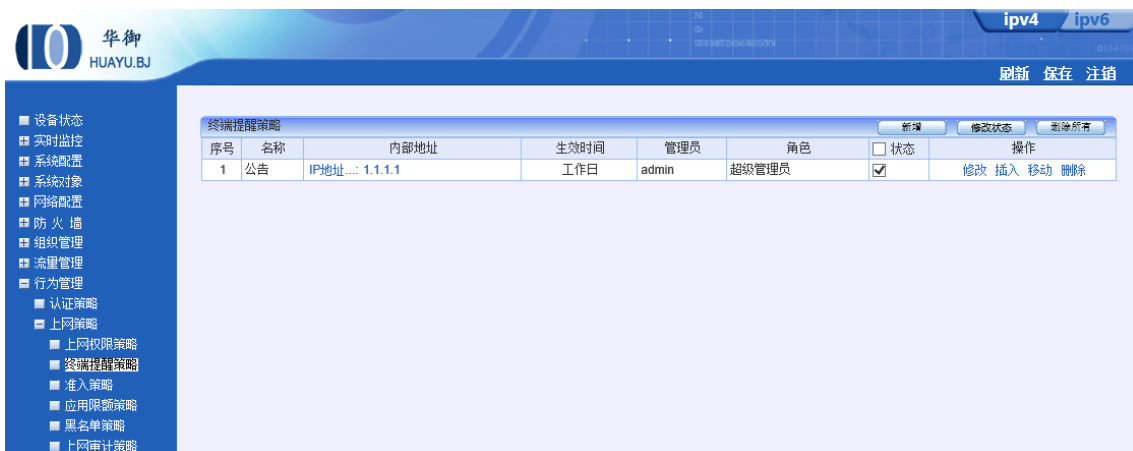 华御
HUAYU.BJ
ipv4
ipv6
刷新 保存 注销
设备状态
实时监控
系统配置
系统对象
网络配置
防 火 墙
组织管理
流量管理
行为管理
认证策略
上网策略
上网权限策略
终端提醒策略
准入策略
应用限额策略
黑名单策略
上网审计策略
终端提醒策略
新增 修改状态 删除所有
序号 名称 内部地址 生效时间 管理员 角色 状态 操作
1 公告 IP地址...: 1.1.1.1 工作日 admin 超级管理员 修改 插入 移动 删除